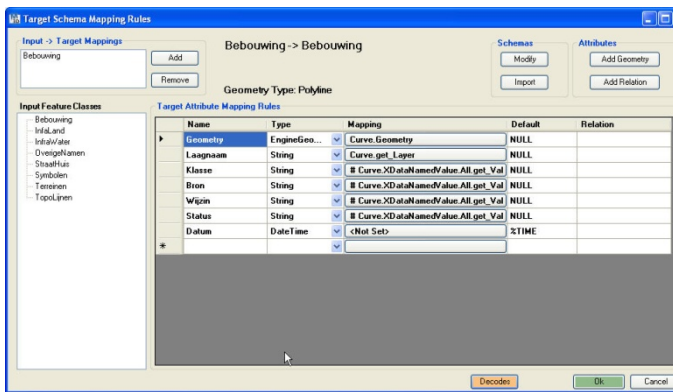 Target Schema Mapping Rules
Input -> Target Mappings
Bebouwing
Add
Remove
Bebouwing -> Bebouwing
Geometry Type: Polyline
Schemas
Modify
Import
Attributes
Add Geometry
Add Relation
Input Feature Classes
Bebouwing
InfaLand
InfraWater
OverigeNamen
StraatHuis
Symbolen
Terreinen
TopoLijnen
Target Attribute Mapping Rules
Name Type Mapping Default Relation
Geometry EngineGeo... Curve.Geometry NULL
Laagnaam String Curve.get_Layer NULL
Klasse String # Curve.XDataNamedValue.All.get_Val NULL
Bron String # Curve.XDataNamedValue.All.get_Val NULL
Wijzin String # Curve.XDataNamedValue.All.get_Val NULL
Status String # Curve.XDataNamedValue.All.get_Val NULL
Datum DateTime <Not Set> %TIME
Decodes
Ok
Cancel